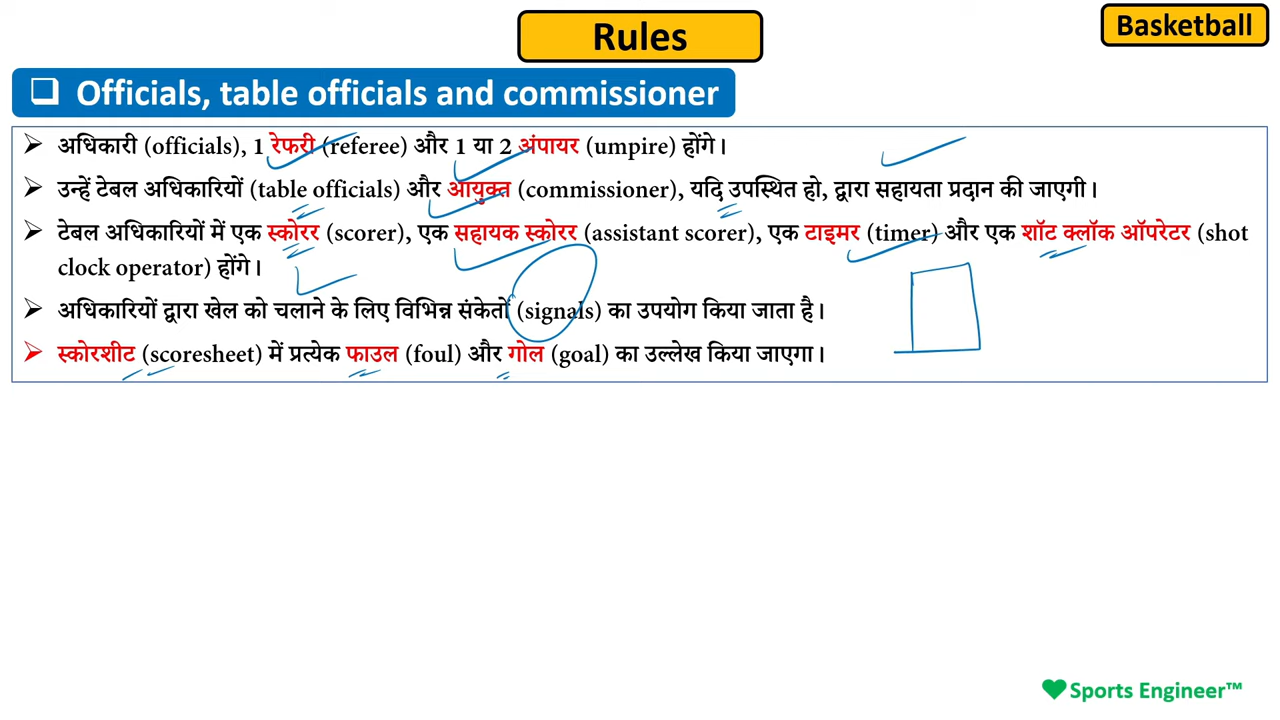 Rules
Basketball
Officials, table officials and commissioner
अधिकारी (officials), 1 रेफरी (referee) और 1 या 2 अंपायर (umpire) होंगे।
उन्हें टेबल अधिकारियों (table officials) और आयुक्त (commissioner), यदि उपस्थित हो, द्वारा सहायता प्रदान की जाएगी।
टेबल अधिकारियों में एक स्कोरर (scorer), एक सहायक स्कोरर (assistant scorer), एक टाइमर (timer) और एक शॉट क्लॉक ऑपरेटर (shot
clock operator) होंगे।
अधिकारियों द्वारा खेल को चलाने के लिए विभिन्न संकेतों (signals) का उपयोग किया जाता है।
स्कोरशीट (scoresheet) में प्रत्येक फाउल (foul) और गोल (goal) का उल्लेख किया जाएगा।
Sports Engineer™